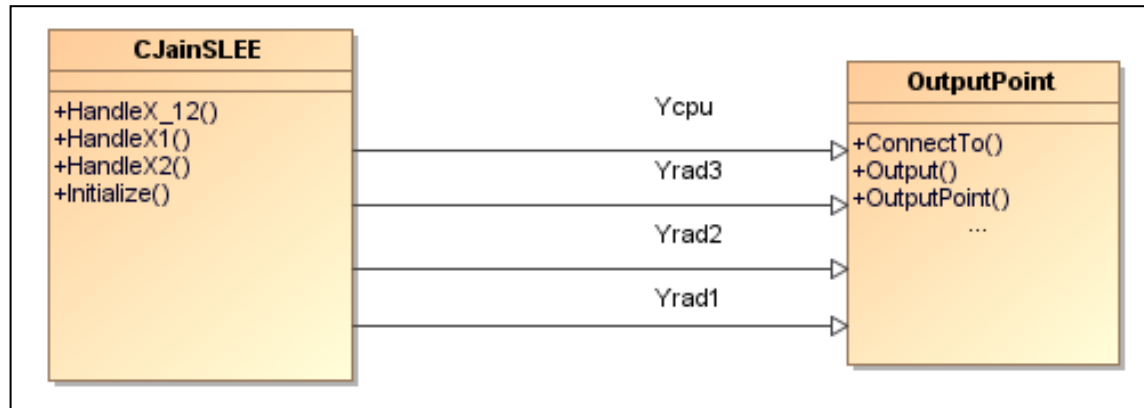 CJainSLEE
+HandleX_12()
+HandleX1()
+HandleX2()
+Initialize()
Ycpu
Yrad3
Yrad2
Yrad1
OutputPoint
+ConnectTo()
+Output()
+OutputPoint()
...